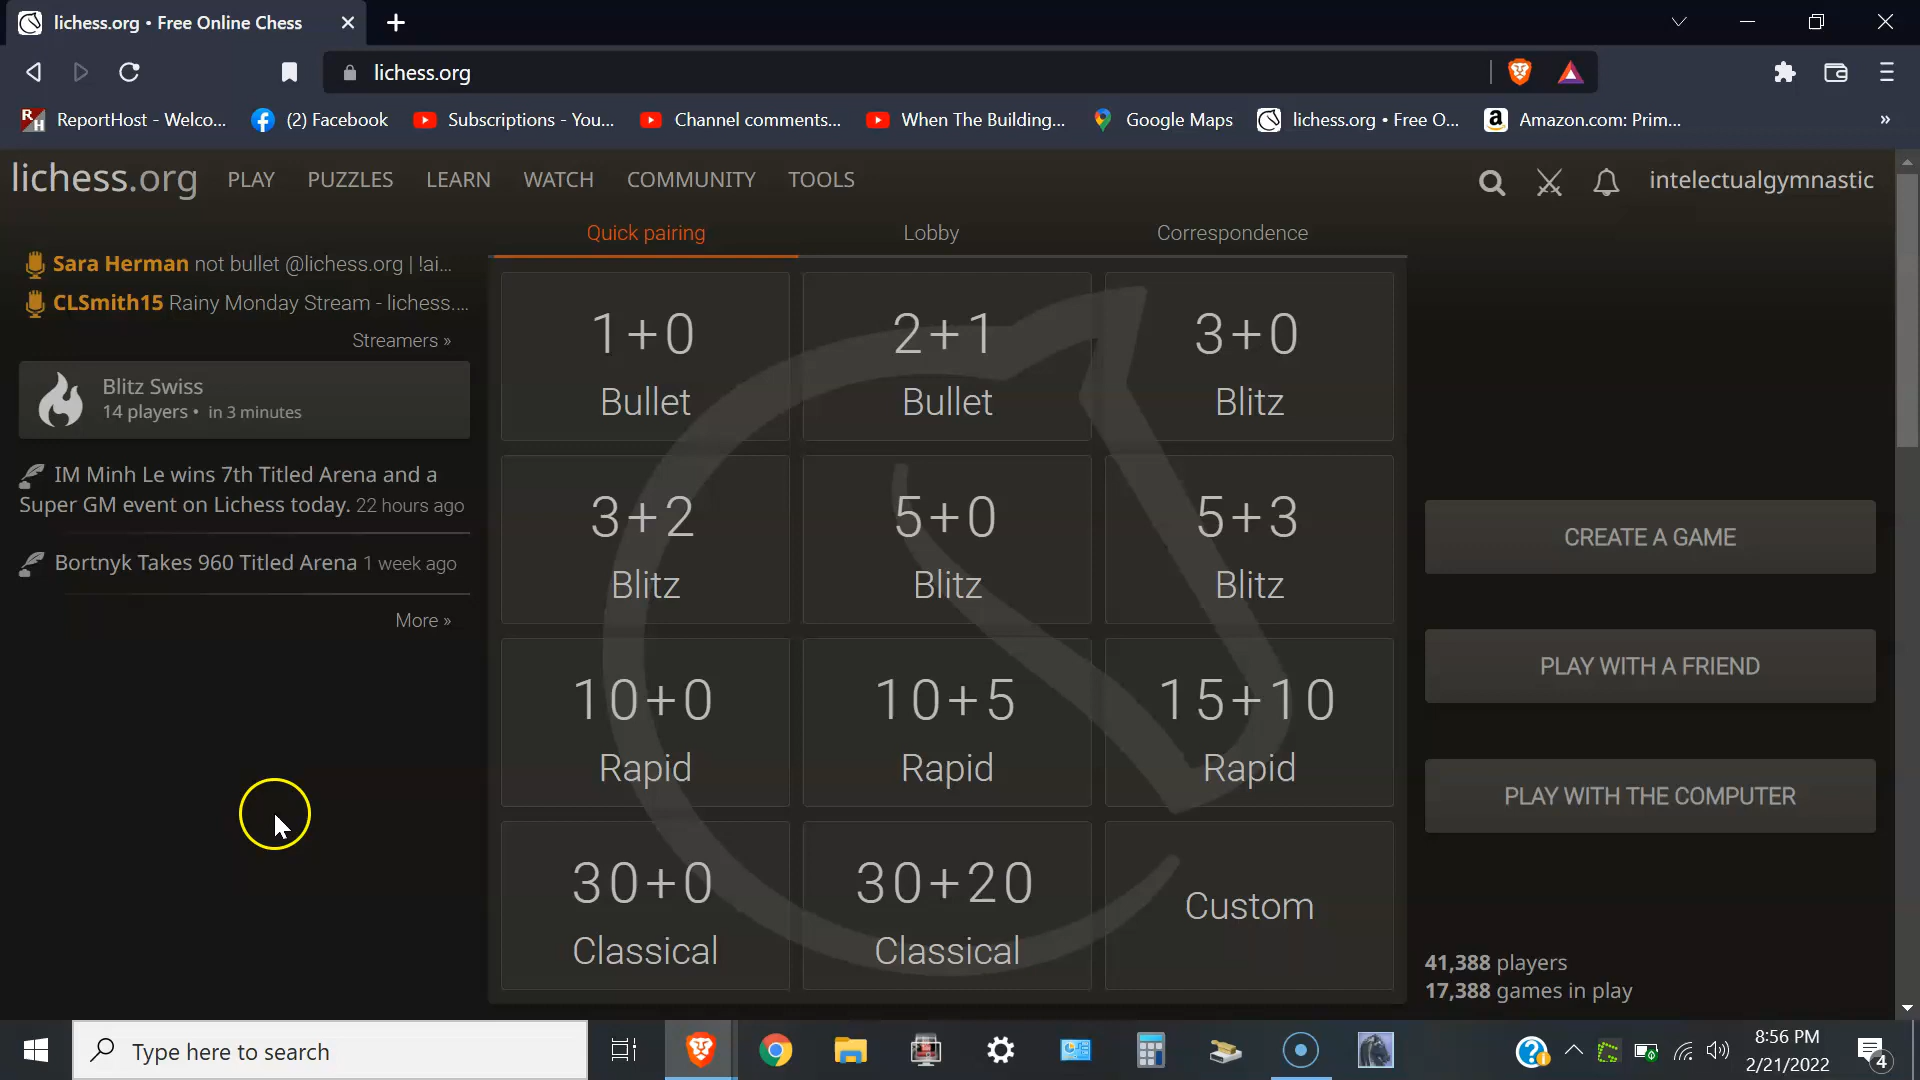 lichess.org • Free Online Chess
lichess.org
ReportHost - Welco...
(2) Facebook
Subscriptions - You...
Channel comments...
When The Building...
Google Maps
lichess.org • Free O...
Amazon.com: Prim...
»
lichess.org
PLAY
PUZZLES
LEARN
WATCH
COMMUNITY
TOOLS
intelectualgymnastic
Quick pairing
Lobby
Correspondence
Sara Herman not bullet @lichess.org | !ai...
CLSmith15 Rainy Monday Stream - lichess....
Streamers »
Blitz Swiss
14 players • in 3 minutes
IM Minh Le wins 7th Titled Arena and a
Super GM event on Lichess today. 22 hours ago
Bortnyk Takes 960 Titled Arena 1 week ago
More »
1+0
Bullet
2+1
Bullet
3+0
Blitz
3+2
Blitz
5+0
Blitz
5+3
Blitz
10+0
Rapid
10+5
Rapid
15+10
Rapid
30+0
Classical
30+20
Classical
Custom
CREATE A GAME
PLAY WITH A FRIEND
PLAY WITH THE COMPUTER
41,388 players
17,388 games in play
Type here to search
8:56 PM
2/21/2022
4